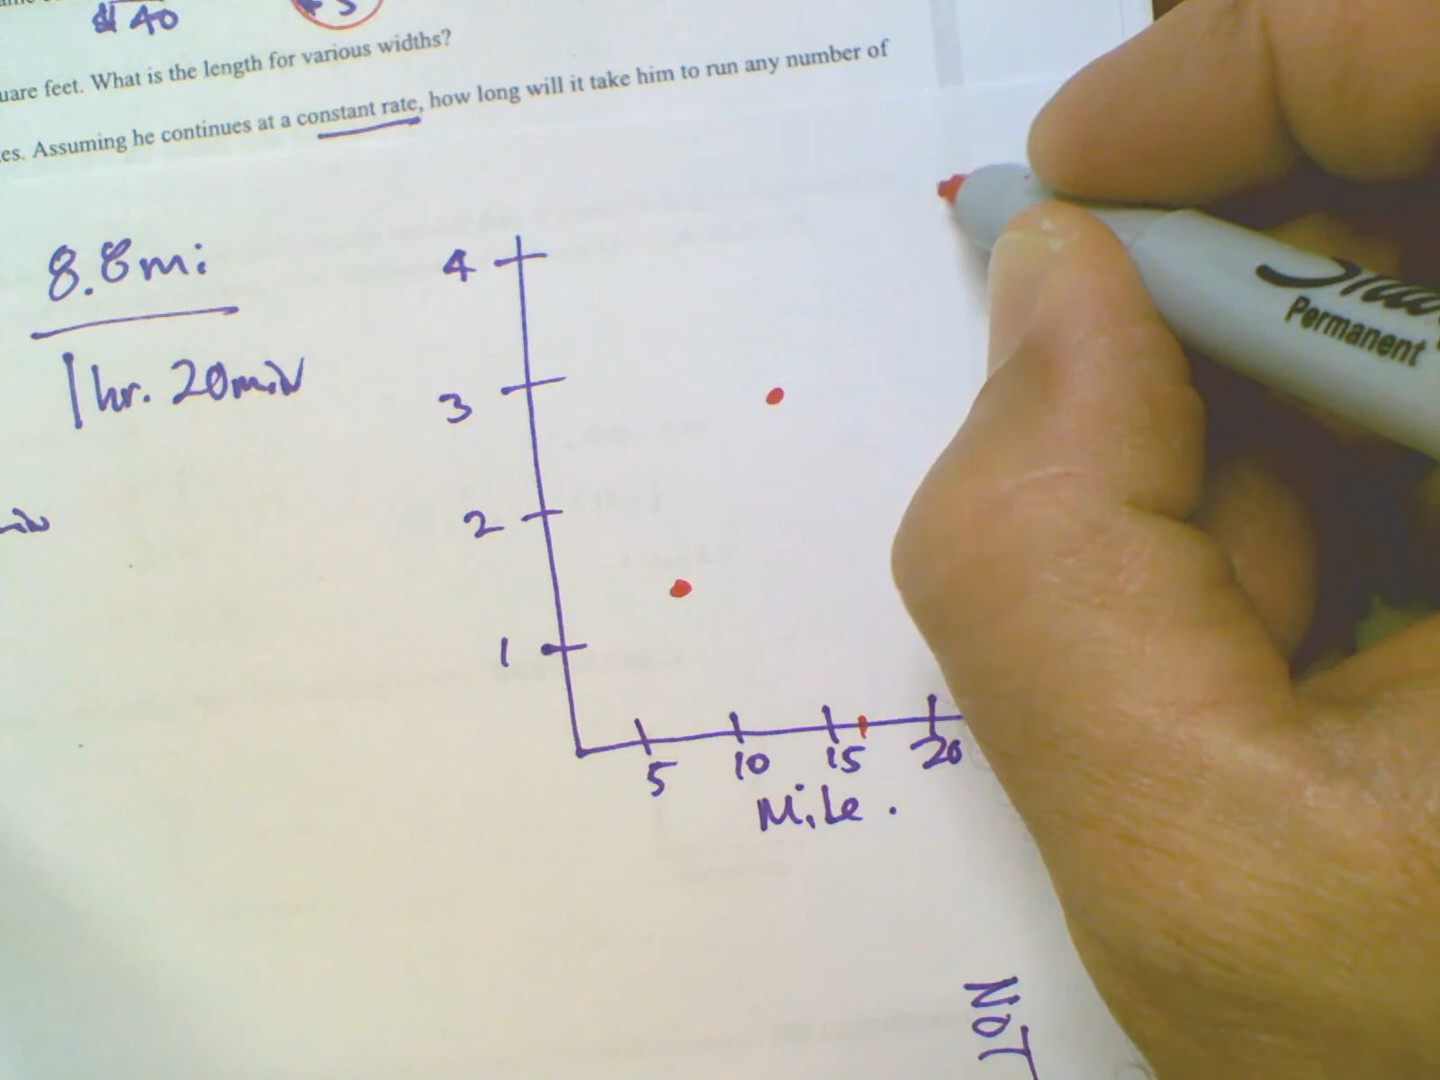 40
uare feet. What is the length for various widths?
es. Assuming he continues at a constant rate, how long will it take him to run any number of
8.8mi
1 hr. 20miN
4
3
2
1
5 10 15 20
Mile.
Permanent
NOT